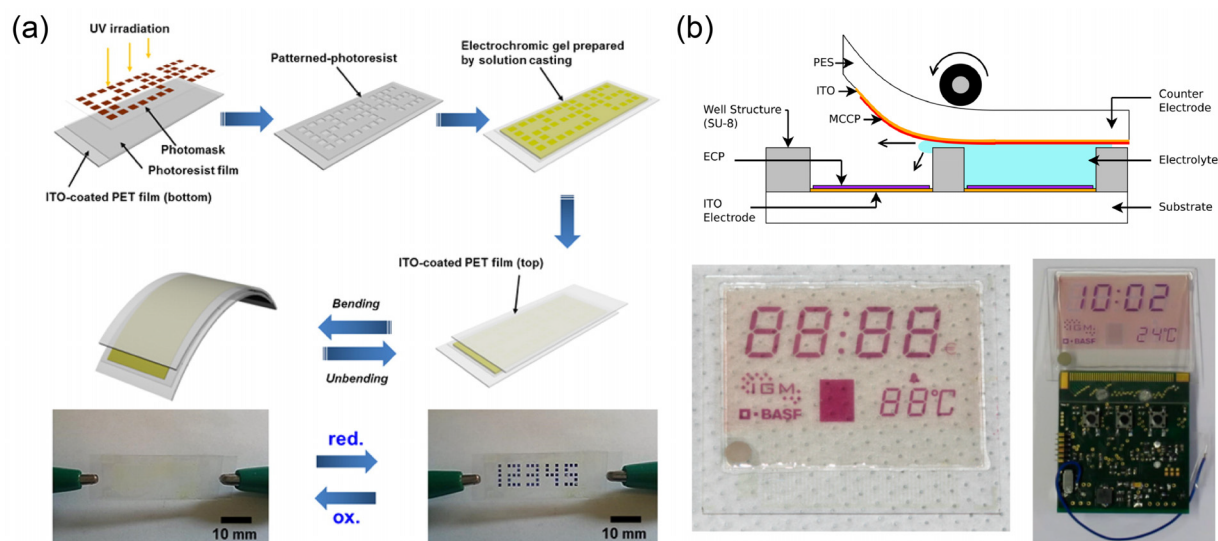 (a)
UV irradiation
Photomask
Photoresist film
ITO-coated PET film (bottom)
Patterned-photoresist
Electrochromic gel prepared
by solution casting
ITO-coated PET film (top)
Bending
Unbending
red.
ox.
10 mm
12345
10 mm
(b)
PES
ITO
MCCP
Well Structure
(SU-8)
ECP
ITO
Electrode
Counter
Electrode
Electrolyte
Substrate
88:88
€
IGM
BASF
88°C
10:02
IGM
BASF
24°C